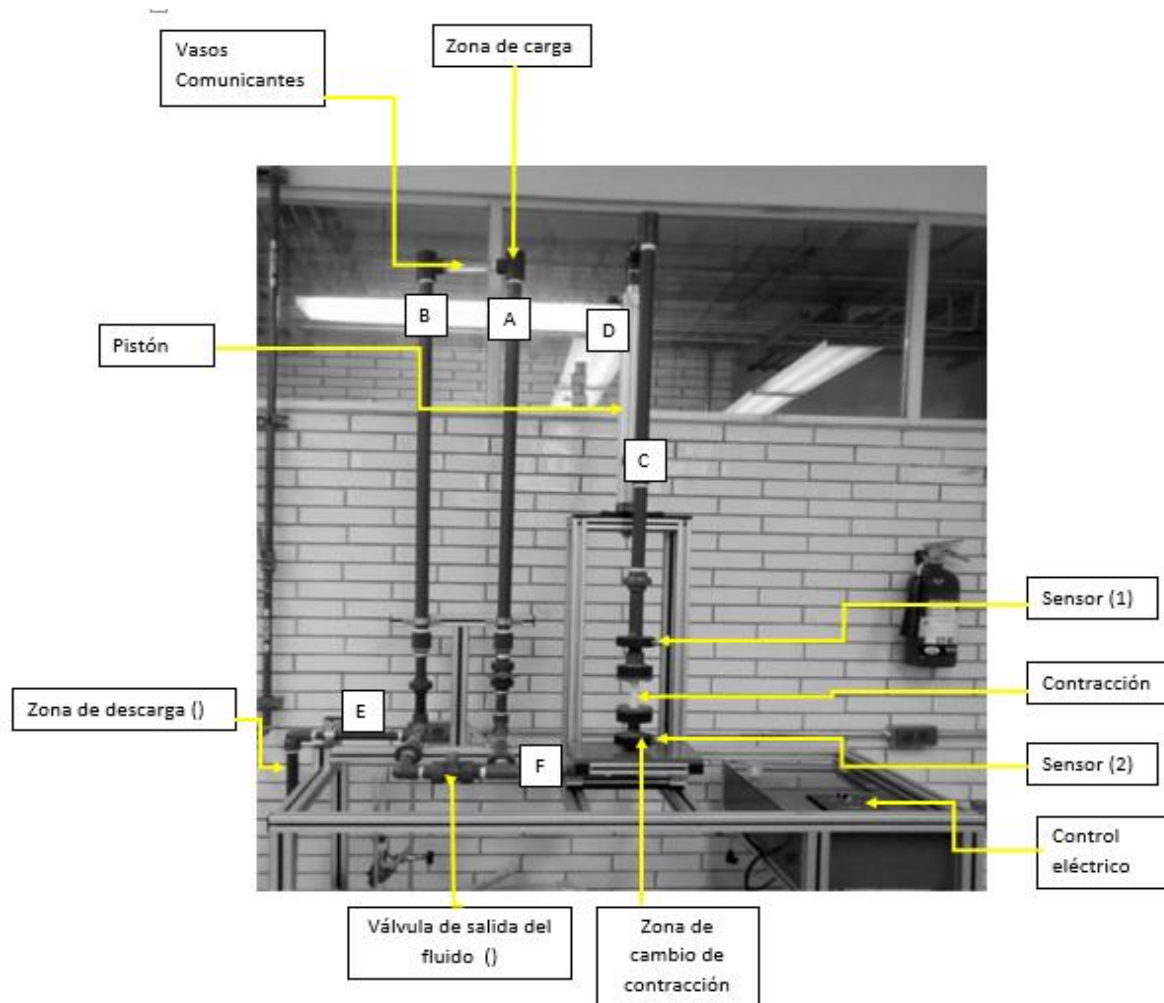 Vasos
Comunicantes
Zona de carga
B
A
D
Pistón
C
Sensor (1)
Contracción
Zona de descarga ()
E
F
Sensor (2)
Control
eléctrico
Válvula de salida del
fluido ()
Zona de
cambio de
contracción